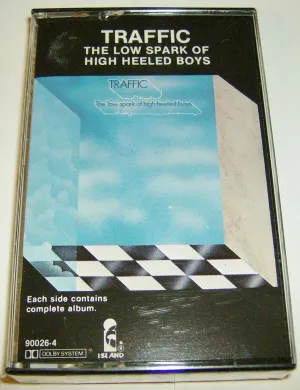 TRAFFIC
THE LOW SPARK OF
HIGH HEELED BOYS
TRAFFIC
The low spark of high heeled boys
Each side contains
complete album.
90026-4
DOLBY SYSTEM
ISLAND